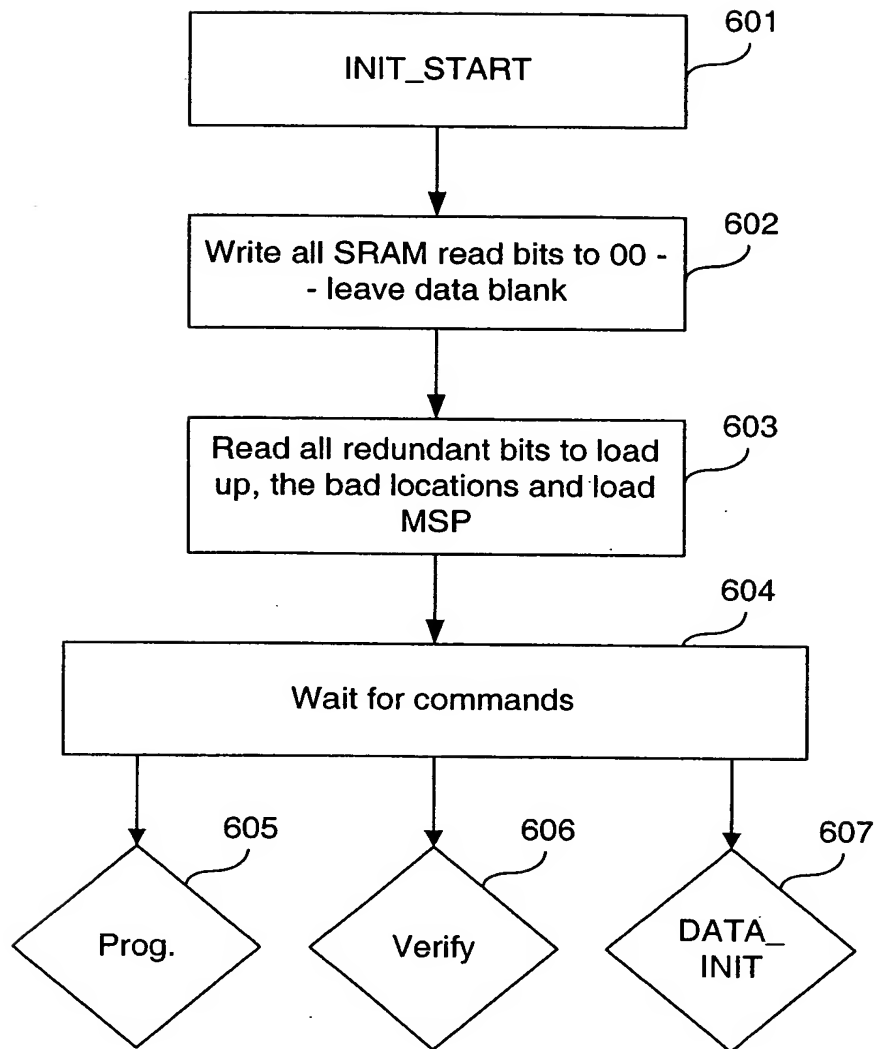 601
INIT_START
602
Write all SRAM read bits to 00 -
- leave data blank
603
Read all redundant bits to load
up, the bad locations and load
MSP
604
Wait for commands
605
606
607
Prog.
Verify
DATA_
INIT